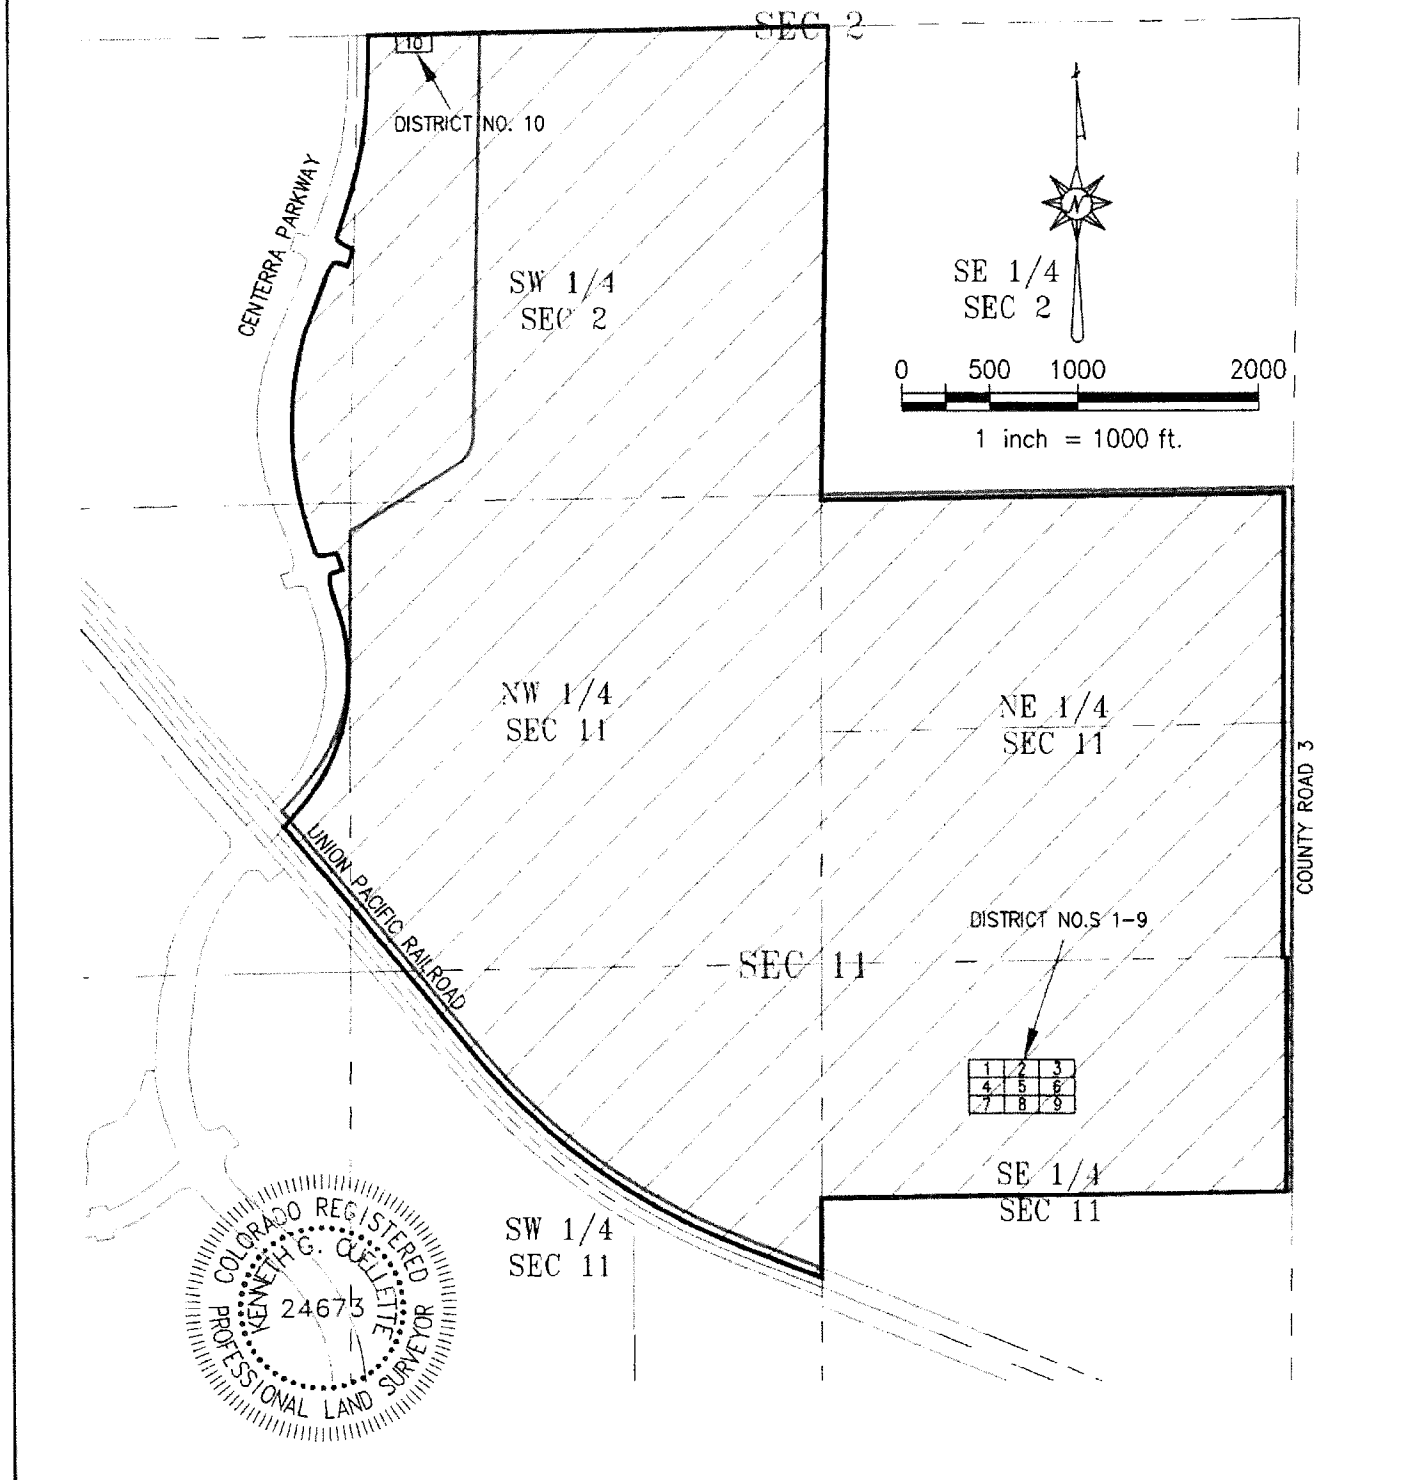 SEC 2
10
DISTRICT NO. 10
CENTERRA PARKWAY
N
SW 1/4
SEC 2
SE 1/4
SEC 2
0 500 1000 2000
1 inch = 1000 ft.
NW 1/4
SEC 11
NE 1/4
SEC 11
COUNTY ROAD 3
UNION PACIFIC RAILROAD
DISTRICT NO.S 1-9
SEC 11
1 2 3
4 5 6
7 8 9
SE 1/4
SEC 11
SW 1/4
SEC 11
COLORADO REGISTERED
KENNETH G. OUELLETTE
24673
PROFESSIONAL LAND SURVEYOR